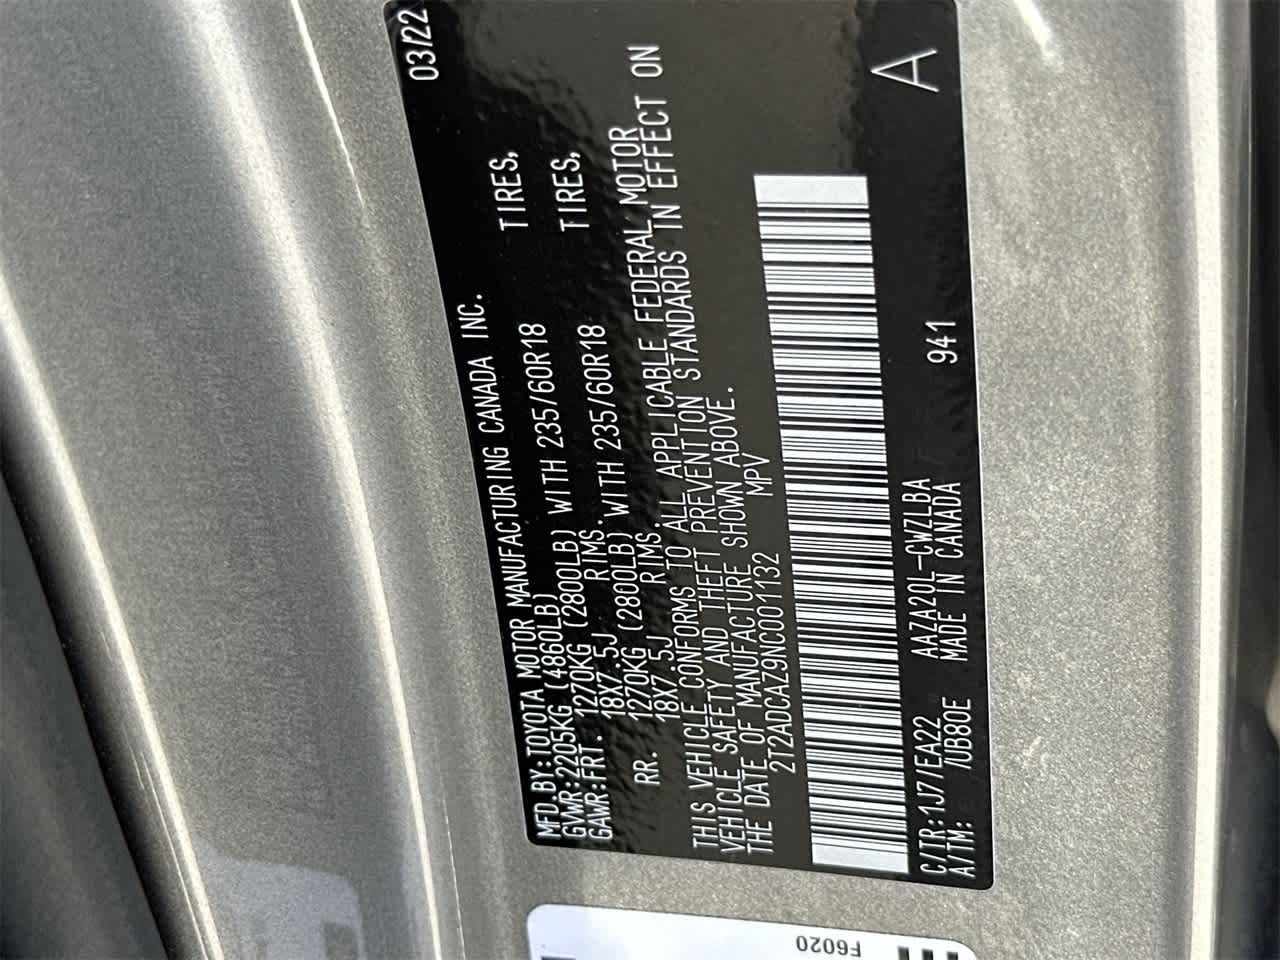 MFD.BY:TOYOTA MOTOR MANUFACTURING CANADA INC. 03/22
GVWR:2205KG (4860LB)
GAWR:FRT. 1270KG (2800LB) WITH 235/60R18 TIRES,
18X7.5J RIMS.
RR. 1270KG (2800LB) WITH 235/60R18 TIRES,
18X7.5J RIMS.
THIS VEHICLE CONFORMS TO ALL APPLICABLE FEDERAL MOTOR
VEHICLE SAFETY AND THEFT PREVENTION STANDARDS IN EFFECT ON
THE DATE OF MANUFACTURE SHOWN ABOVE.
2T2ADCAZ9NC001132 MPV
C/TR:1J7/EA22 AAZA20L-CWZLBA 941 A
A/TM: /UB80E MADE IN CANADA
F6020